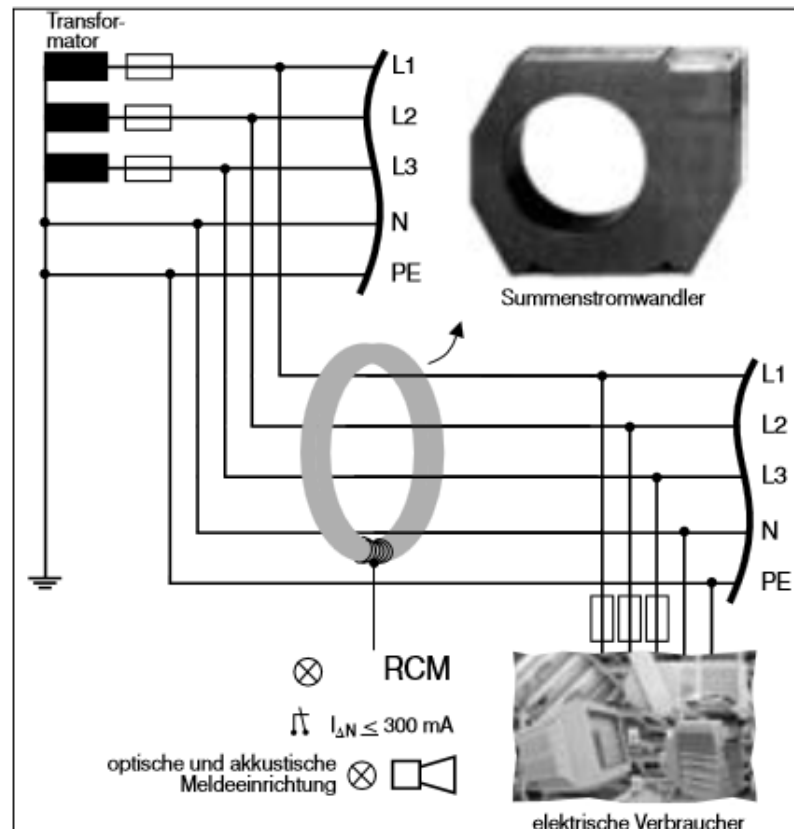 Transfor-
mator
L1
L2
L3
N
PE
Summenstromwandler
L1
L2
L3
N
PE
RCM
I∆N ≤ 300 mA
optische und akkustische
Meldeeinrichtung
elektrische Verbraucher